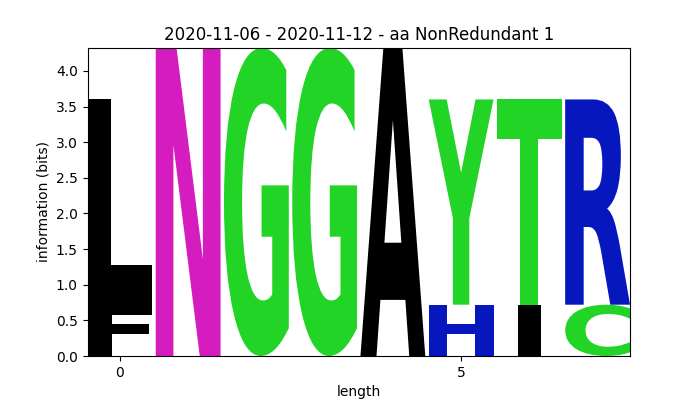 2020-11-06 - 2020-11-12 - aa NonRedundant 1
4.0
3.5
3.0
2.5
2.0
1.5
1.0
0.5
0.0
information (bits)
L N G G A Y T R
F H I C
0 5
length